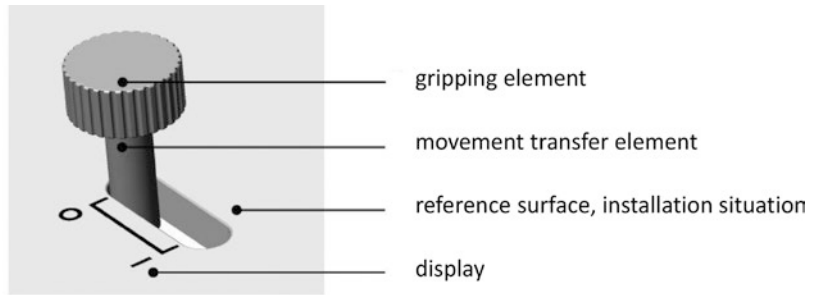 gripping element
movement transfer element
reference surface, installation situation
O
I
display